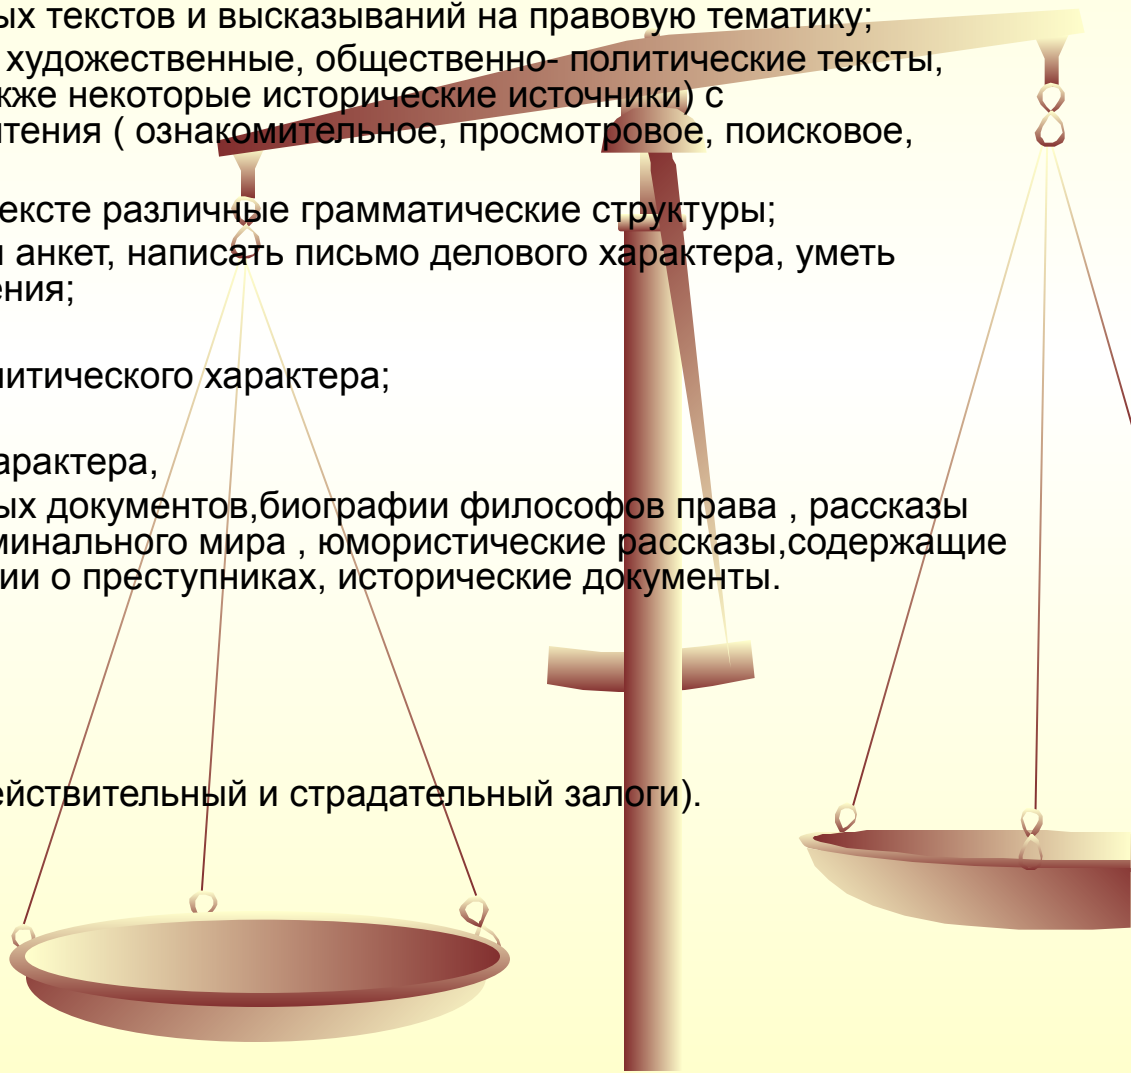 ых текстов и высказываний на правовую тематику;
художественные, общественно- политические тексты,
кже некоторые исторические источники) с
чтения ( ознакомительное, просмотровое, поисковое,
ексте различные грамматические структуры;
и анкет, написать письмо делового характера, уметь
ения;
литического характера;
арактера,
ых документов,биографии философов права , рассказы
минального мира , юмористические рассказы,содержащие
ии о преступниках, исторические документы.
ействительный и страдательный залоги).